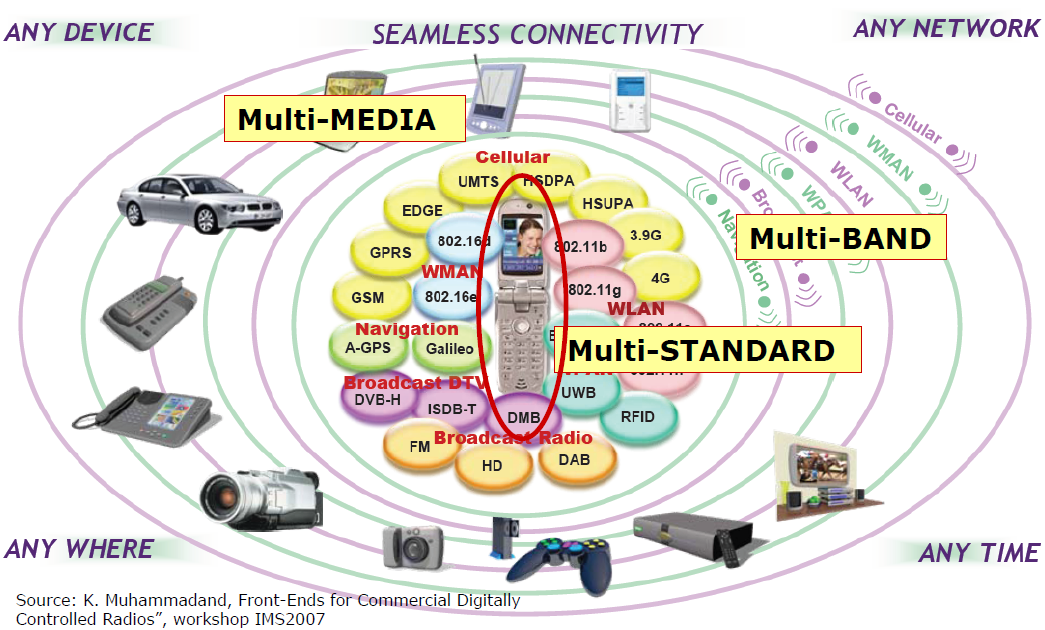 ANY DEVICE
SEAMLESS CONNECTIVITY
ANY NETWORK
Multi-MEDIA
Cellular
WMAN
WLAN
Cellular
UMTS
HSDPA
EDGE
HSUPA
802.16d
802.11b
3.9G
GPRS
Multi-BAND
WMAN
4G
GSM
802.16e
802.11g
WLAN
Navigation
A-GPS
Galileo
Multi-STANDARD
Broadcast DTV
DVB-H
ISDB-T
DMB
UWB
RFID
FM
Broadcast Radio
HD
DAB
ANY WHERE
ANY TIME
Source: K. Muhammadand, Front-Ends for Commercial Digitally
Controlled Radios”, workshop IMS2007